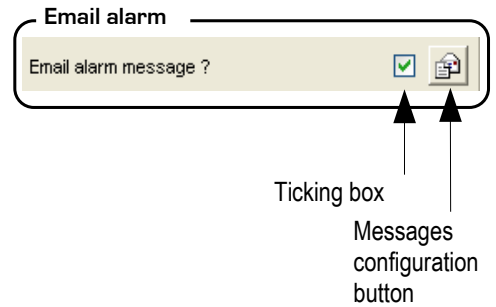 Email alarm
Email alarm message ?
Ticking box
Messages
configuration
button